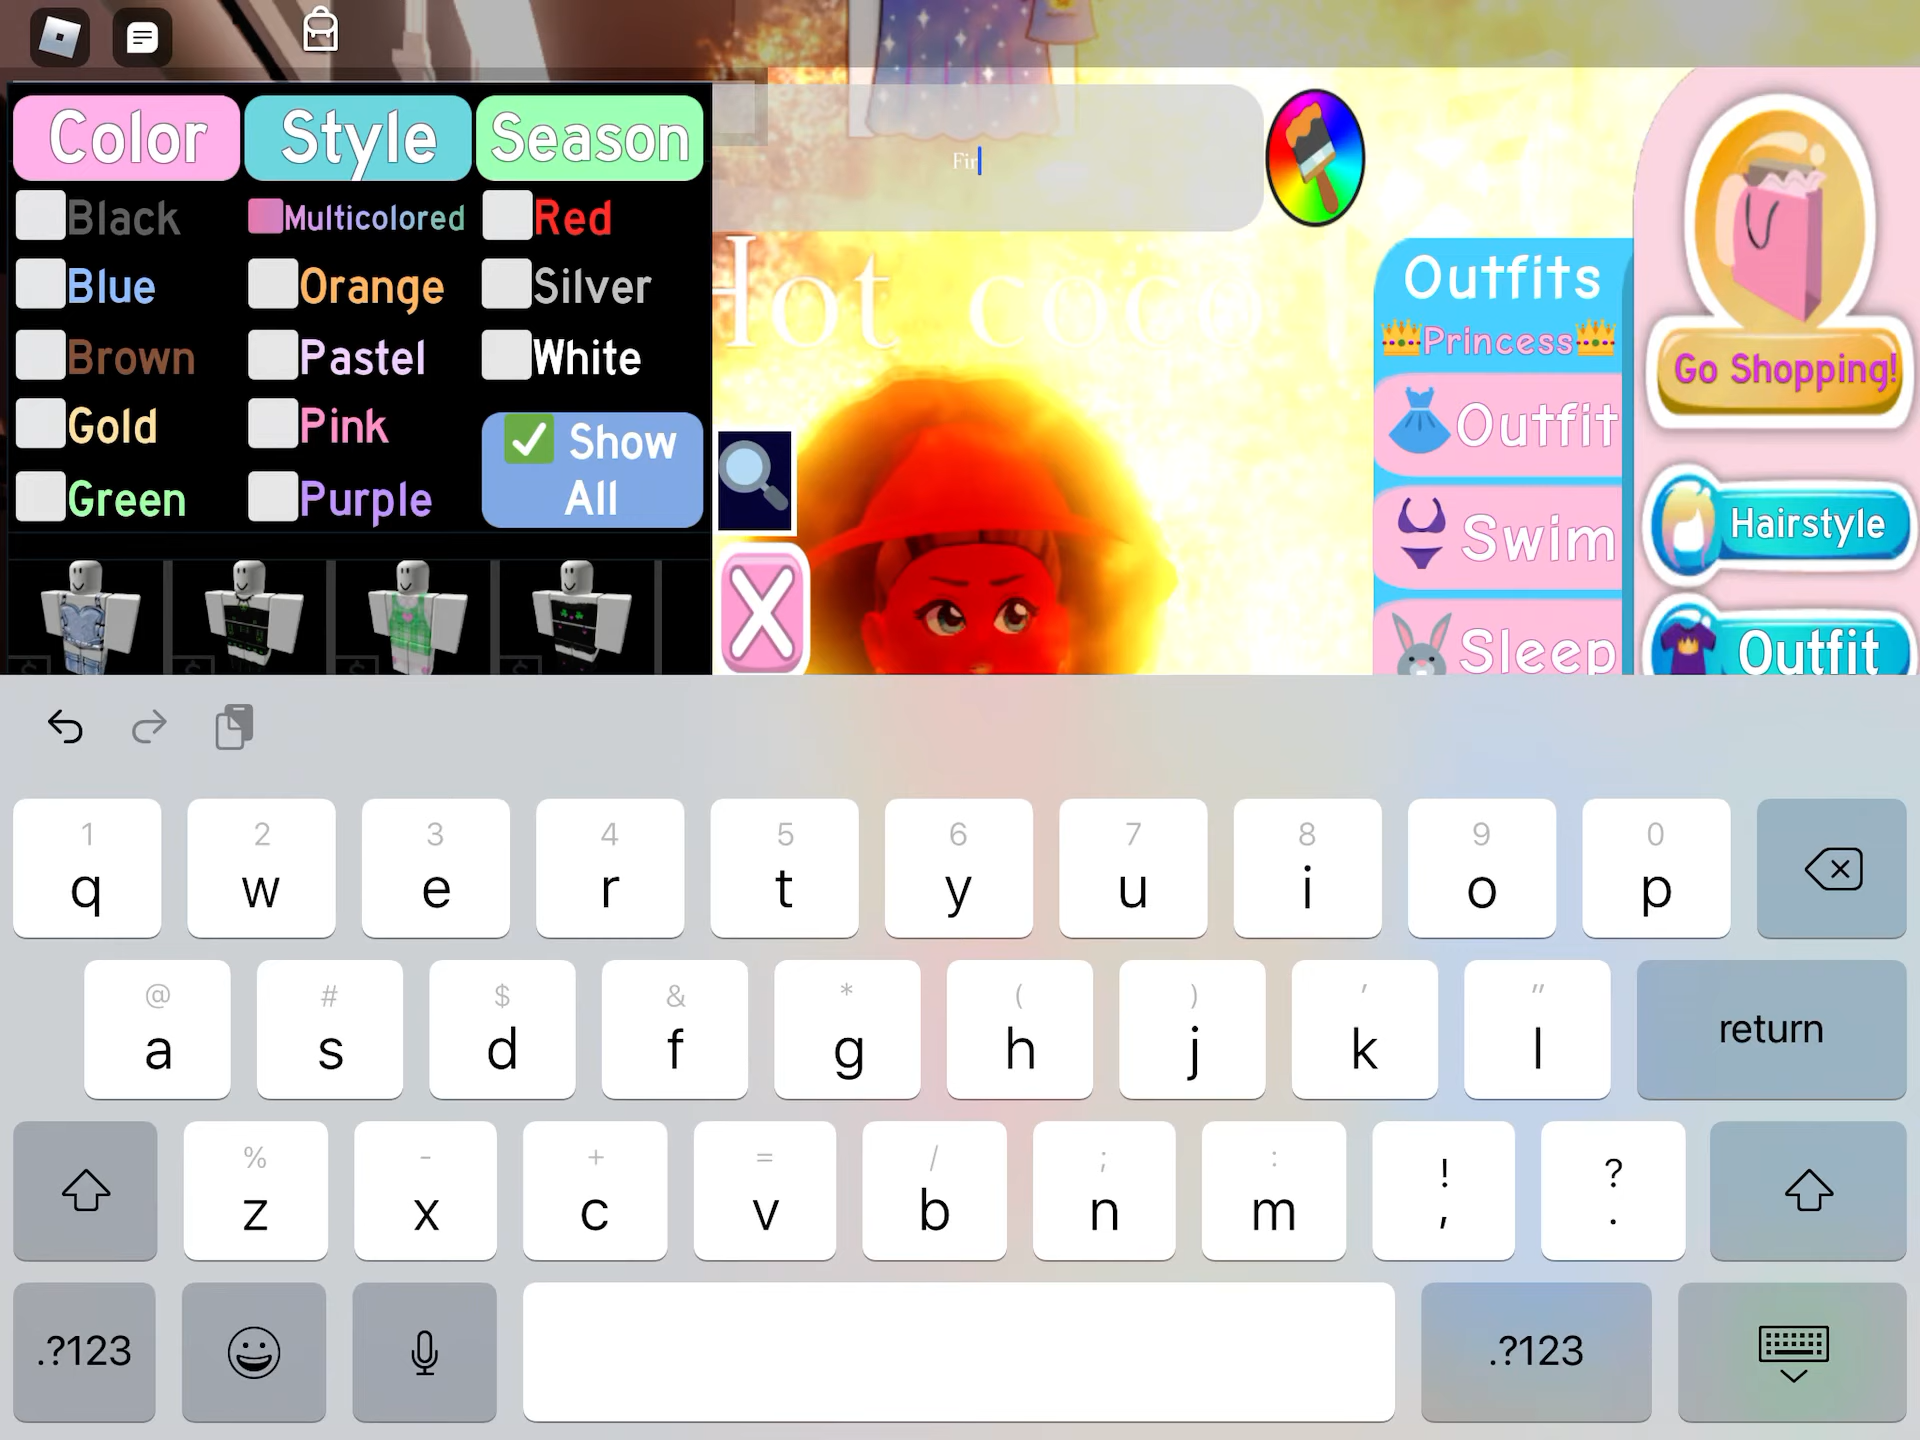 Color Style Season
Black Multicolored Red
Blue Orange Silver
Brown Pastel White
Gold Pink
Green Purple
Show
All
Fir
Hot coco
X
Outfits
Princess
Outfit
Swim
Sleep
Go Shopping!
Hairstyle
Outfit
1 2 3 4 5 6 7 8 9 0
q w e r t y u i o p
@ # $ & * ( ) ' "
a s d f g h j k l return
% - + = / ; : ! ?
z x c v b n m , .
.?123 .?123